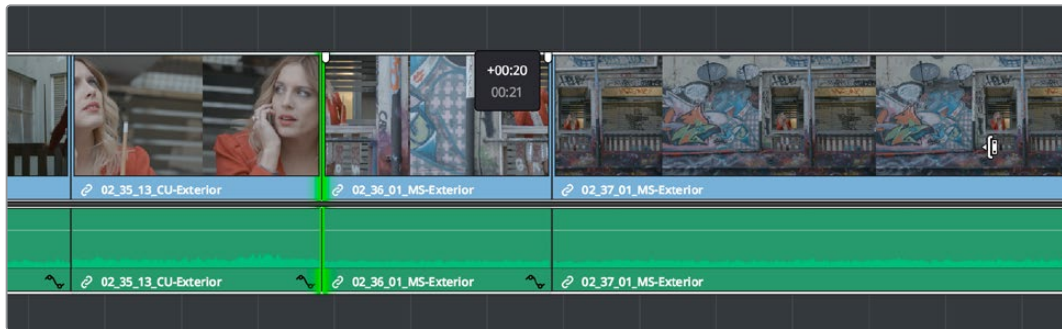 +00:20
00:21
02_35_13_CU-Exterior
02_36_01_MS-Exterior
02_37_01_MS-Exterior
02_35_13_CU-Exterior
02_36_01_MS-Exterior
02_37_01_MS-Exterior